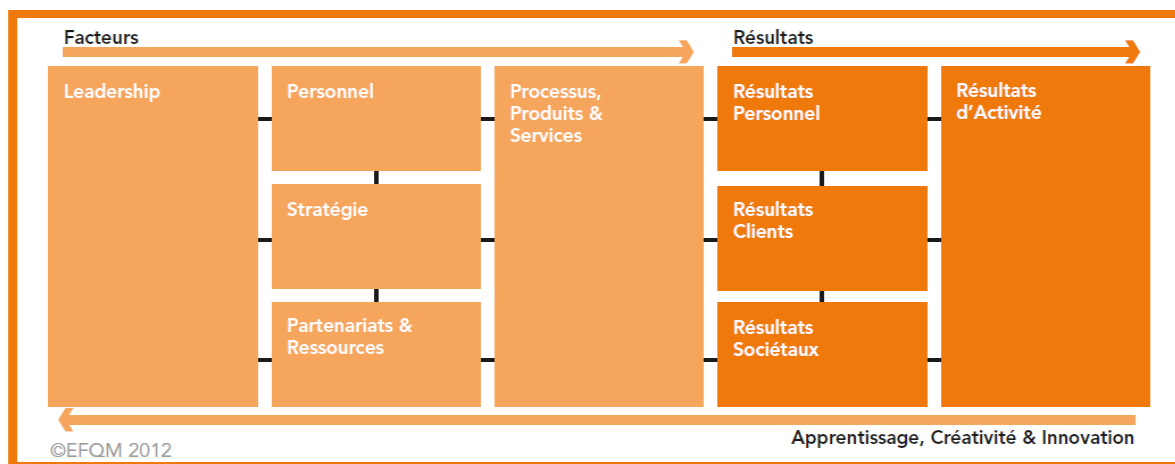 Facteurs
Résultats
Leadership
Personnel
Processus,
Produits &
Services
Résultats
Personnel
Résultats
d'Activité
Stratégie
Résultats
Clients
Partenariats &
Ressources
Résultats
Sociétaux
Apprentissage, Créativité & Innovation
©EFQM 2012